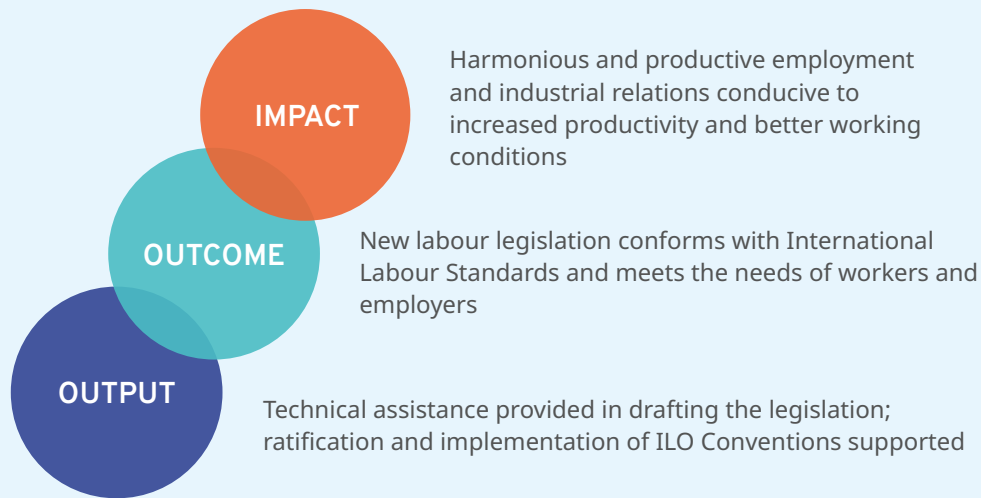 IMPACT
Harmonious and productive employment
and industrial relations conducive to
increased productivity and better working
conditions
OUTCOME
New labour legislation conforms with International
Labour Standards and meets the needs of workers and
employers
OUTPUT
Technical assistance provided in drafting the legislation;
ratification and implementation of ILO Conventions supported